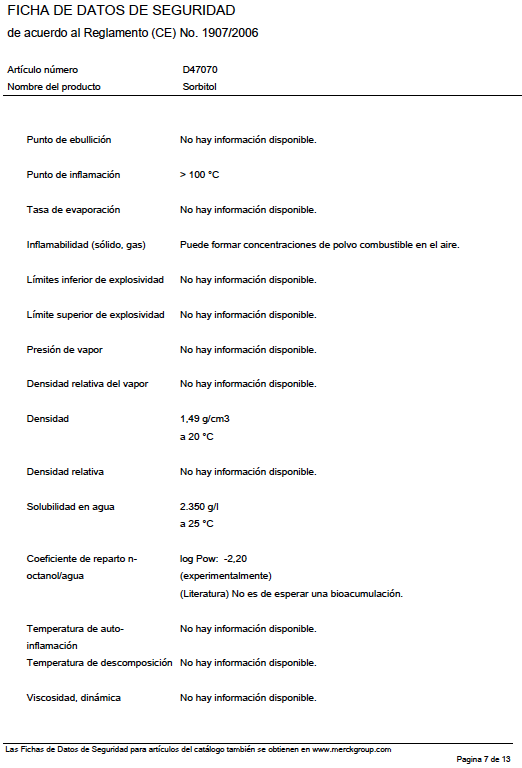 FICHA DE DATOS DE SEGURIDAD
de acuerdo al Reglamento (CE) No. 1907/2006
Artículo número D47070
Nombre del producto Sorbitol
Punto de ebullición No hay información disponible.
Punto de inflamación > 100 °C
Tasa de evaporación No hay información disponible.
Inflamabilidad (sólido, gas) Puede formar concentraciones de polvo combustible en el aire.
Límites inferior de explosividad No hay información disponible.
Límite superior de explosividad No hay información disponible.
Presión de vapor No hay información disponible.
Densidad relativa del vapor No hay información disponible.
Densidad 1,49 g/cm3
a 20 °C
Densidad relativa No hay información disponible.
Solubilidad en agua 2.350 g/l
a 25 °C
Coeficiente de reparto n- log Pow: -2,20
octanol/agua (experimentalmente)
(Literatura) No es de esperar una bioacumulación.
Temperatura de auto- No hay información disponible.
inflamación
Temperatura de descomposición No hay información disponible.
Viscosidad, dinámica No hay información disponible.
Las Fichas de Datos de Seguridad para artículos del catálogo también se obtienen en www.merckgroup.com
Pagina 7 de 13